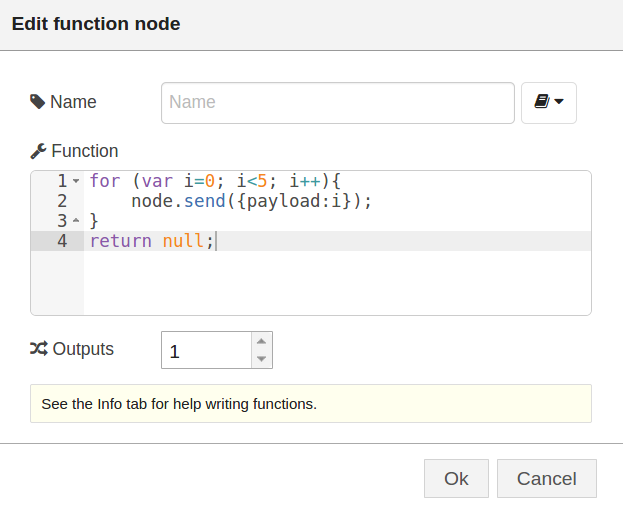 Edit function node
Name
Name
Function
1 for (var i=0; i<5; i++){
2     node.send({payload:i});
3 }
4 return null;
Outputs
1
See the Info tab for help writing functions.
Ok
Cancel